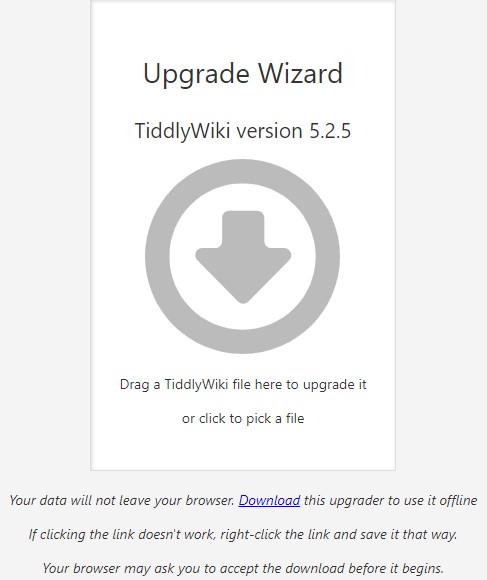 Upgrade Wizard
TiddlyWiki version 5.2.5
Drag a TiddlyWiki file here to upgrade it
or click to pick a file
Your data will not leave your browser. Download this upgrader to use it offline
If clicking the link doesn't work, right-click the link and save it that way.
Your browser may ask you to accept the download before it begins.